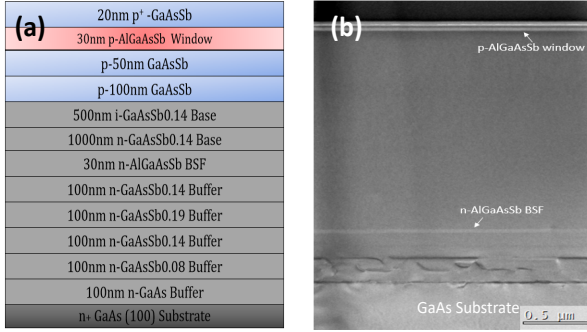 (a)
20nm p⁺ -GaAsSb
30nm p-AlGaAsSb Window
p-50nm GaAsSb
p-100nm GaAsSb
500nm i-GaAsSb0.14 Base
1000nm n-GaAsSb0.14 Base
30nm n-AlGaAsSb BSF
100nm n-GaAsSb0.14 Buffer
100nm n-GaAsSb0.19 Buffer
100nm n-GaAsSb0.14 Buffer
100nm n-GaAsSb0.08 Buffer
100nm n-GaAs Buffer
n+ GaAs (100) Substrate
(b)
p-AlGaAsSb window
n-AlGaAsSb BSF
GaAs Substrate
0.5 μm